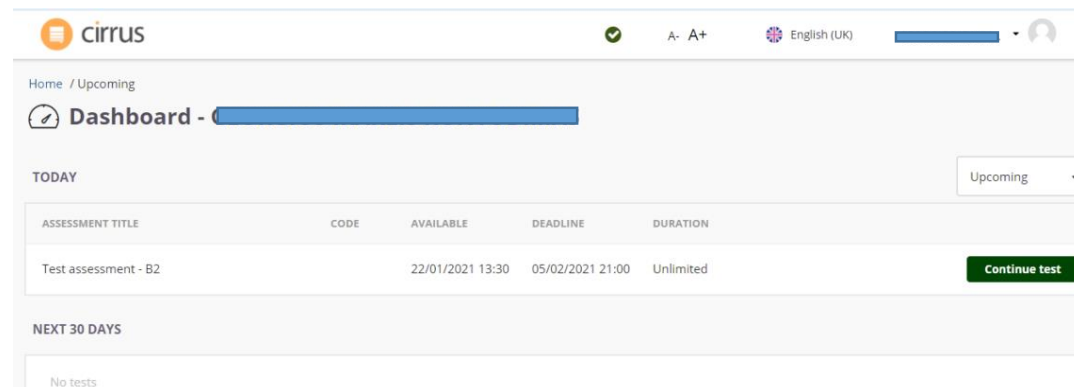 cirrus A- A+ English (UK)
Home / Upcoming
Dashboard -
TODAY Upcoming
ASSESSMENT TITLE CODE AVAILABLE DEADLINE DURATION
Test assessment - B2 22/01/2021 13:30 05/02/2021 21:00 Unlimited Continue test
NEXT 30 DAYS
No tests